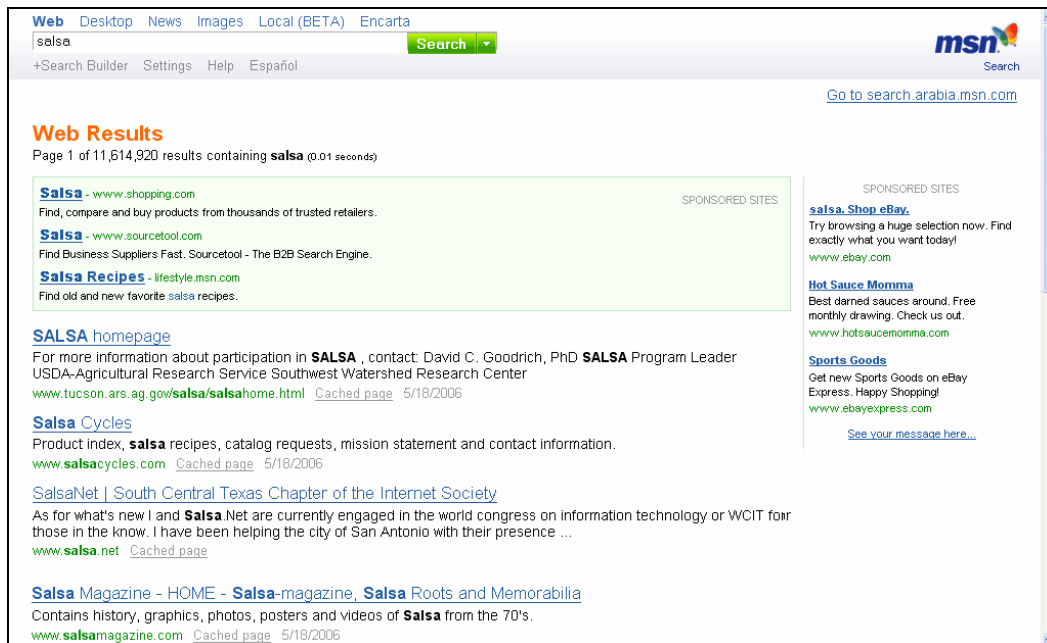 Web Desktop News Images Local (BETA) Encarta
salsa
Search
+Search Builder Settings Help Español
msn
Search
Go to search.arabia.msn.com
Web Results
Page 1 of 11,614,920 results containing salsa (0.01 seconds)
SPONSORED SITES
Salsa - www.shopping.com
Find, compare and buy products from thousands of trusted retailers.
Salsa - www.sourcetool.com
Find Business Suppliers Fast. Sourcetool - The B2B Search Engine.
Salsa Recipes - lifestyle.msn.com
Find old and new favorite salsa recipes.
SALSA homepage
For more information about participation in SALSA , contact: David C. Goodrich, PhD SALSA Program Leader
USDA-Agricultural Research Service Southwest Watershed Research Center
www.tucson.ars.ag.gov/salsa/salsahome.html Cached page 5/18/2006
Salsa Cycles
Product index, salsa recipes, catalog requests, mission statement and contact information.
www.salsacycles.com Cached page 5/18/2006
SalsaNet | South Central Texas Chapter of the Internet Society
As for what's new I and Salsa.Net are currently engaged in the world congress on information technology or WCIT for
those in the know. I have been helping the city of San Antonio with their presence ...
www.salsa.net Cached page
Salsa Magazine - HOME - Salsa-magazine, Salsa Roots and Memorabilia
Contains history, graphics, photos, posters and videos of Salsa from the 70's.
www.salsamagazine.com Cached page 5/18/2006
SPONSORED SITES
salsa. Shop eBay.
Try browsing a huge selection now. Find
exactly what you want today!
www.ebay.com
Hot Sauce Momma
Best darned sauces around. Free
monthly drawing. Check us out.
www.hotsaucemomma.com
Sports Goods
Get new Sports Goods on eBay
Express. Happy Shopping!
www.ebayexpress.com
See your message here...